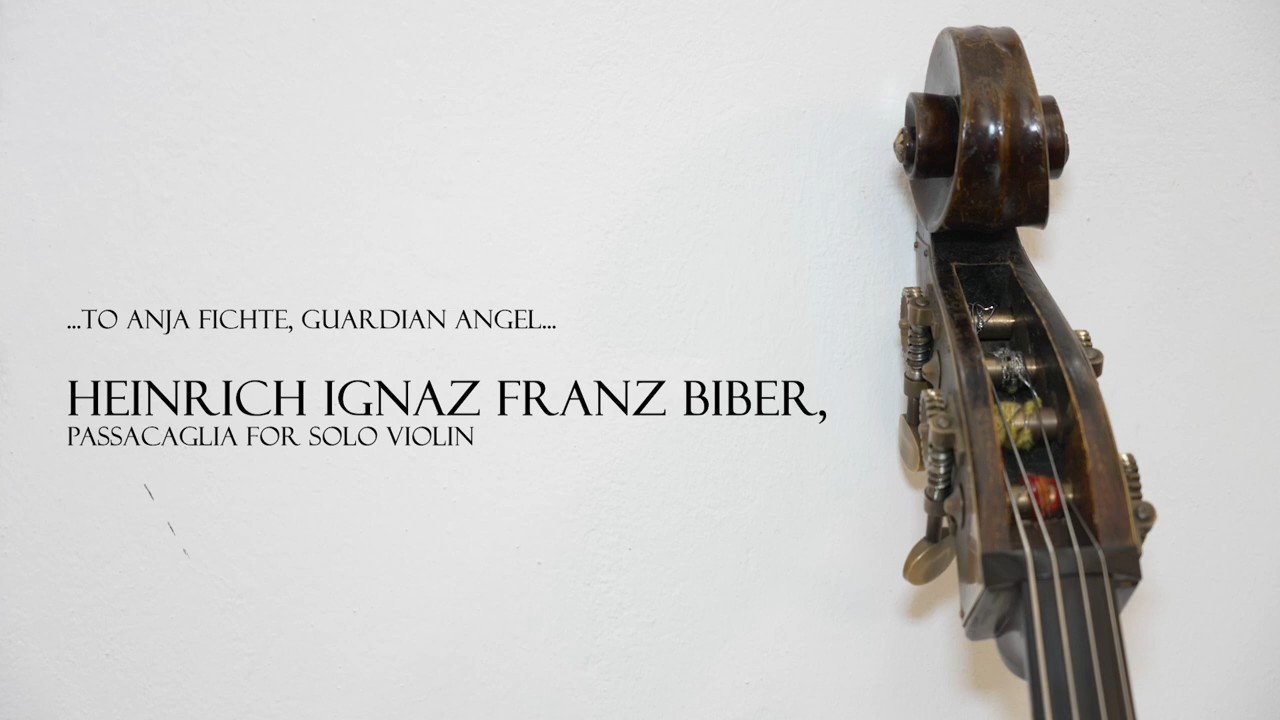 ...TO ANJA FICHTE, GUARDIAN ANGEL...
HEINRICH IGNAZ FRANZ BIBER,
PASSACAGLIA FOR SOLO VIOLIN